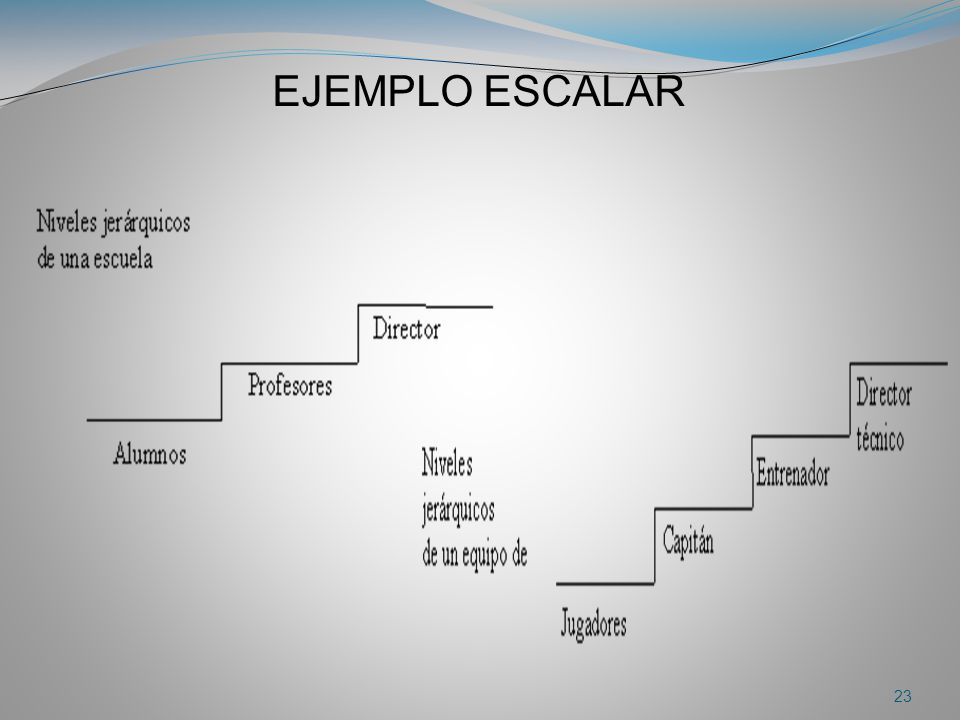 EJEMPLO ESCALAR
Niveles jerárquicos
de una escuela
Director
Profesores
Alumnos
Niveles
jerárquicos
de un equipo de
Director
técnico
Entrenador
Capitán
Jugadores
23